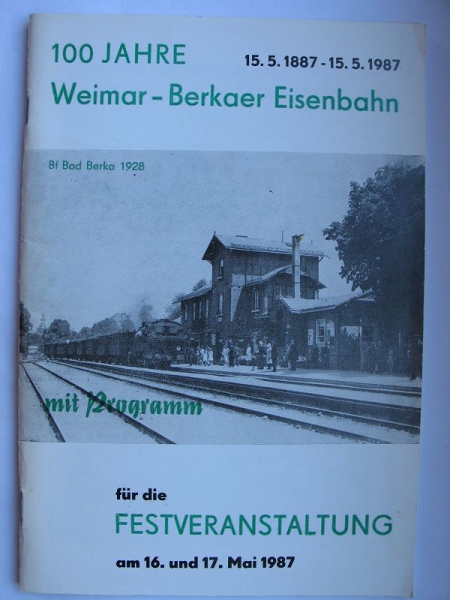 100 JAHRE 15.5.1887-15.5.1987
Weimar-Berkaer Eisenbahn
Bf Bad Berka 1928
mit Programm
für die
FESTVERANSTALTUNG
am 16. und 17. Mai 1987